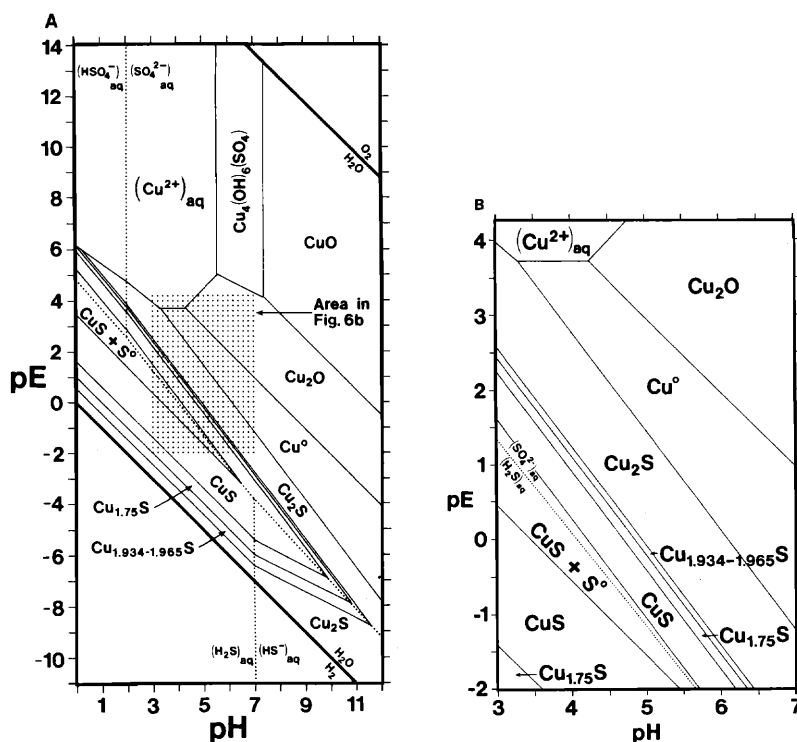 A
14
12
10
8
6
4
2
0
-2
-4
-6
-8
-10
pE
1
3
5
7
9
11
pH
(HSO₄⁻)aq
(SO₄²⁻)aq
(Cu²⁺)aq
Cu₄(OH)₆(SO₄)
O₂
H₂O
CuO
Area in
Fig. 6b
CuS + S°
Cu₂O
Cu°
Cu₂S
CuS
Cu₁.₇₅S
Cu₁.₉₃₄₋₁.₉₆₅S
Cu₂S
(H₂S)aq
(HS⁻)aq
H₂O
H₂
B
4
3
2
1
0
-1
-2
pE
3
4
5
6
7
pH
(Cu²⁺)aq
Cu₂O
Cu°
Cu₂S
(SO₄²⁻)aq
(H₂S)aq
Cu₁.₉₃₄₋₁.₉₆₅S
CuS + S°
CuS
CuS
Cu₁.₇₅S
Cu₁.₇₅S